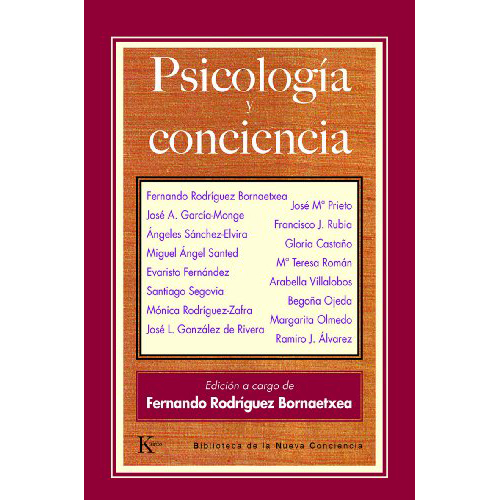 Psicología
y
conciencia
Fernando Rodríguez Bornaetxea
José A. García-Monge
Ángeles Sánchez-Elvira
Miguel Ángel Santed
Evaristo Fernández
Santiago Segovia
Mónica Rodríguez-Zafra
José L. González de Rivera
José Mª Prieto
Francisco J. Rubia
Gloria Castaño
Mª Teresa Román
Arabella Villalobos
Begoña Ojeda
Margarita Olmedo
Ramiro J. Álvarez
Edición a cargo de
Fernando Rodríguez Bornaetxea
Kairós
Biblioteca de la Nueva Conciencia